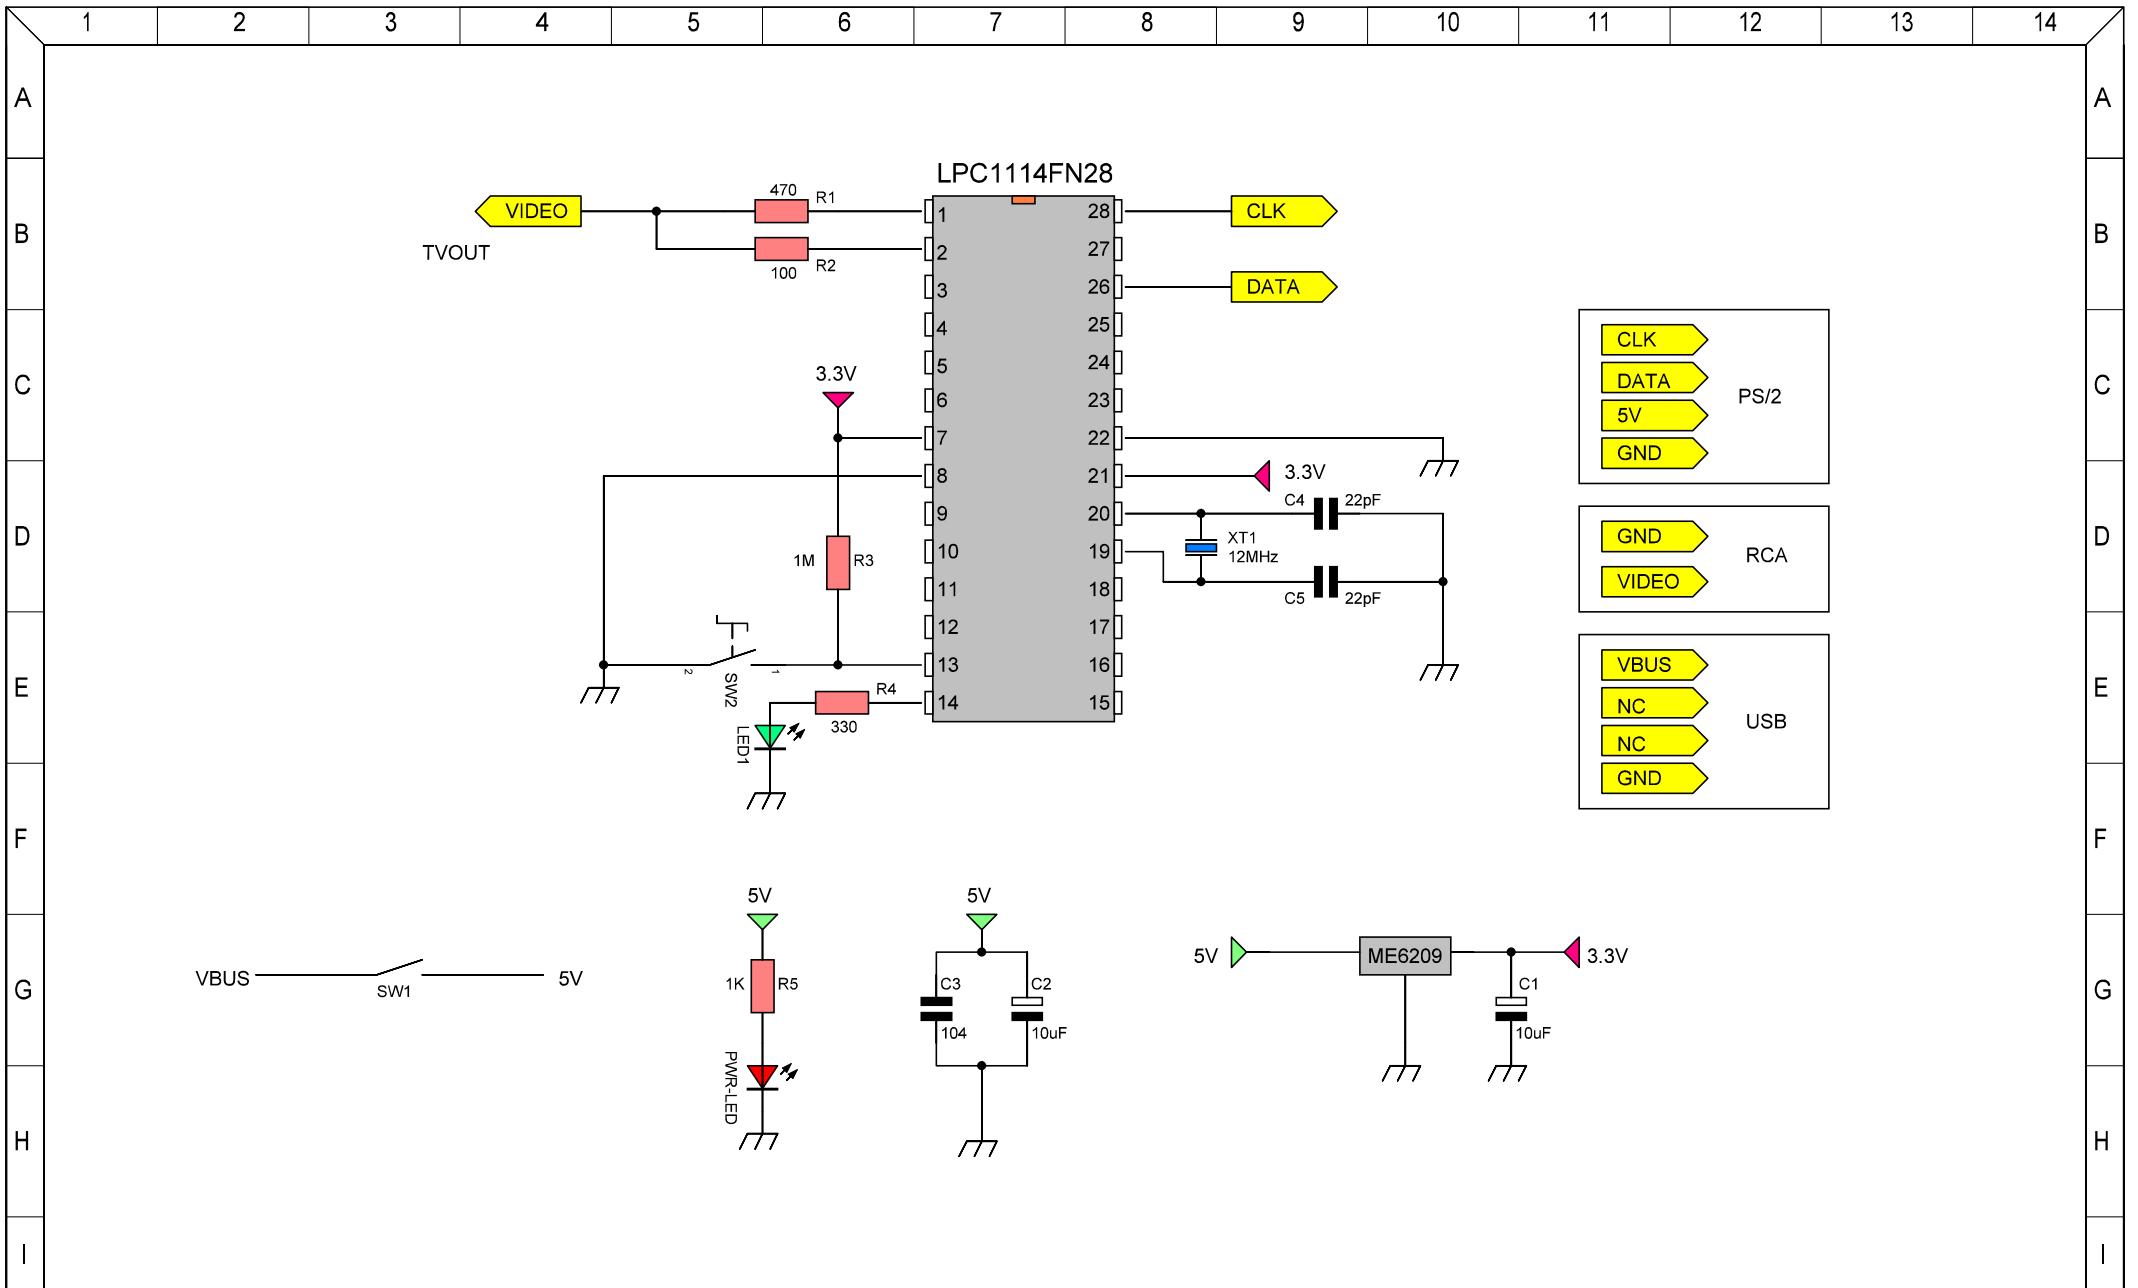 1 2 3 4 5 6 7 8 9 10 11 12 13 14
A A
LPC1114FN28
VIDEO 470 R1 1 28 CLK
B B
TVOUT 100 R2 2 27
3 26 DATA
4 25
CLK
5 24
DATA
3.3V
C 6 23 PS/2 C
5V
7 22
GND
8 21 3.3V
C4 22pF
9 20
D XT1 GND D
12MHz
1M R3 10 19 RCA
11 18 VIDEO
C5 22pF
12 17
2 1 13 16 VBUS
SW2
E R4 E
14 15 NC
330 USB
LED1 NC
GND
F F
5V 5V
5V ME6209 3.3V
VBUS 5V
SW1
G 1K R5 C3 C2 C1 G
104 10uF 10uF
PWR-LED
H H
I I